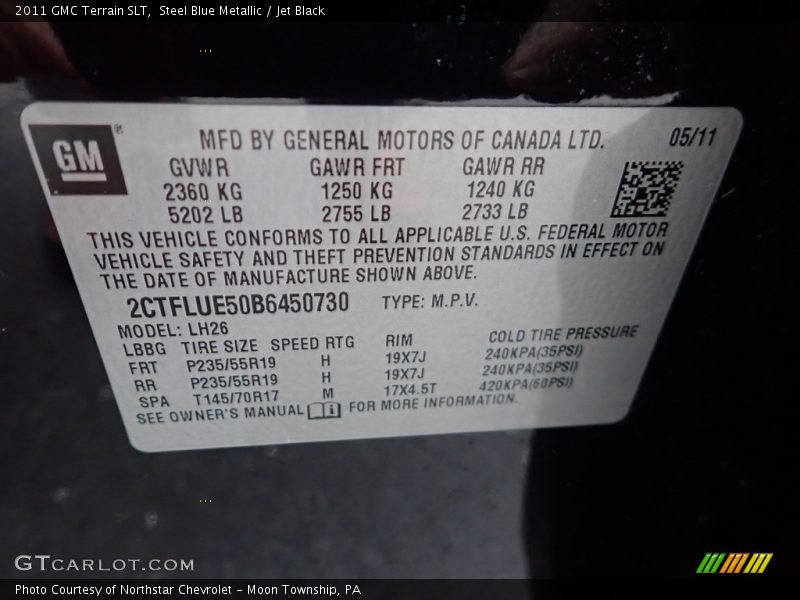 2011 GMC Terrain SLT, Steel Blue Metallic / Jet Black
GM®
MFD BY GENERAL MOTORS OF CANADA LTD. 05/11
GVWR GAWR FRT GAWR RR
2360 KG 1250 KG 1240 KG
5202 LB 2755 LB 2733 LB
THIS VEHICLE CONFORMS TO ALL APPLICABLE U.S. FEDERAL MOTOR
VEHICLE SAFETY AND THEFT PREVENTION STANDARDS IN EFFECT ON
THE DATE OF MANUFACTURE SHOWN ABOVE.
2CTFLUE50B6450730 TYPE: M.P.V.
MODEL: LH26
LBBG TIRE SIZE SPEED RTG RIM COLD TIRE PRESSURE
FRT P235/55R19 H 19X7J 240KPA(35PSI)
RR P235/55R19 H 19X7J 240KPA(35PSI)
SPA T145/70R17 M 17X4.5T 420KPA(60PSI)
SEE OWNER'S MANUAL FOR MORE INFORMATION.
GTCARLOT.COM
Photo Courtesy of Northstar Chevrolet - Moon Township, PA